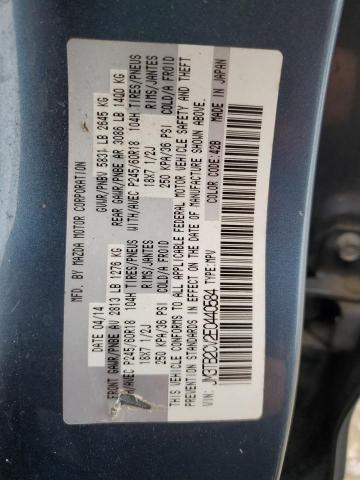 MFD. BY MAZDA MOTOR CORPORATION
DATE 04/14 GVWR/PNBV 5831 LB 2645 KG
FRONT GAWR/PNBE AV 2813 LB 1276 KG REAR GAWR/PNBE AR 3086 LB 1400 KG
WITH/AVEC P245/60R18 104H TIRES/PNEUS WITH/AVEC P245/60R18 104H TIRES/PNEUS
18X7 1/2J RIMS/JANTES 18X7 1/2J RIMS/JANTES
250 KPA/36 PSI COLD/A FROID 250 KPA/36 PSI COLD/A FROID
THIS VEHICLE CONFORMS TO ALL APPLICABLE FEDERAL MOTOR VEHICLE SAFETY AND THEFT
PREVENTION STANDARDS IN EFFECT ON THE DATE OF MANUFACTURE SHOWN ABOVE.
JM3TB2CV2E0440584 TYPE:MPV COLOR CODE: 42B MADE IN JAPAN